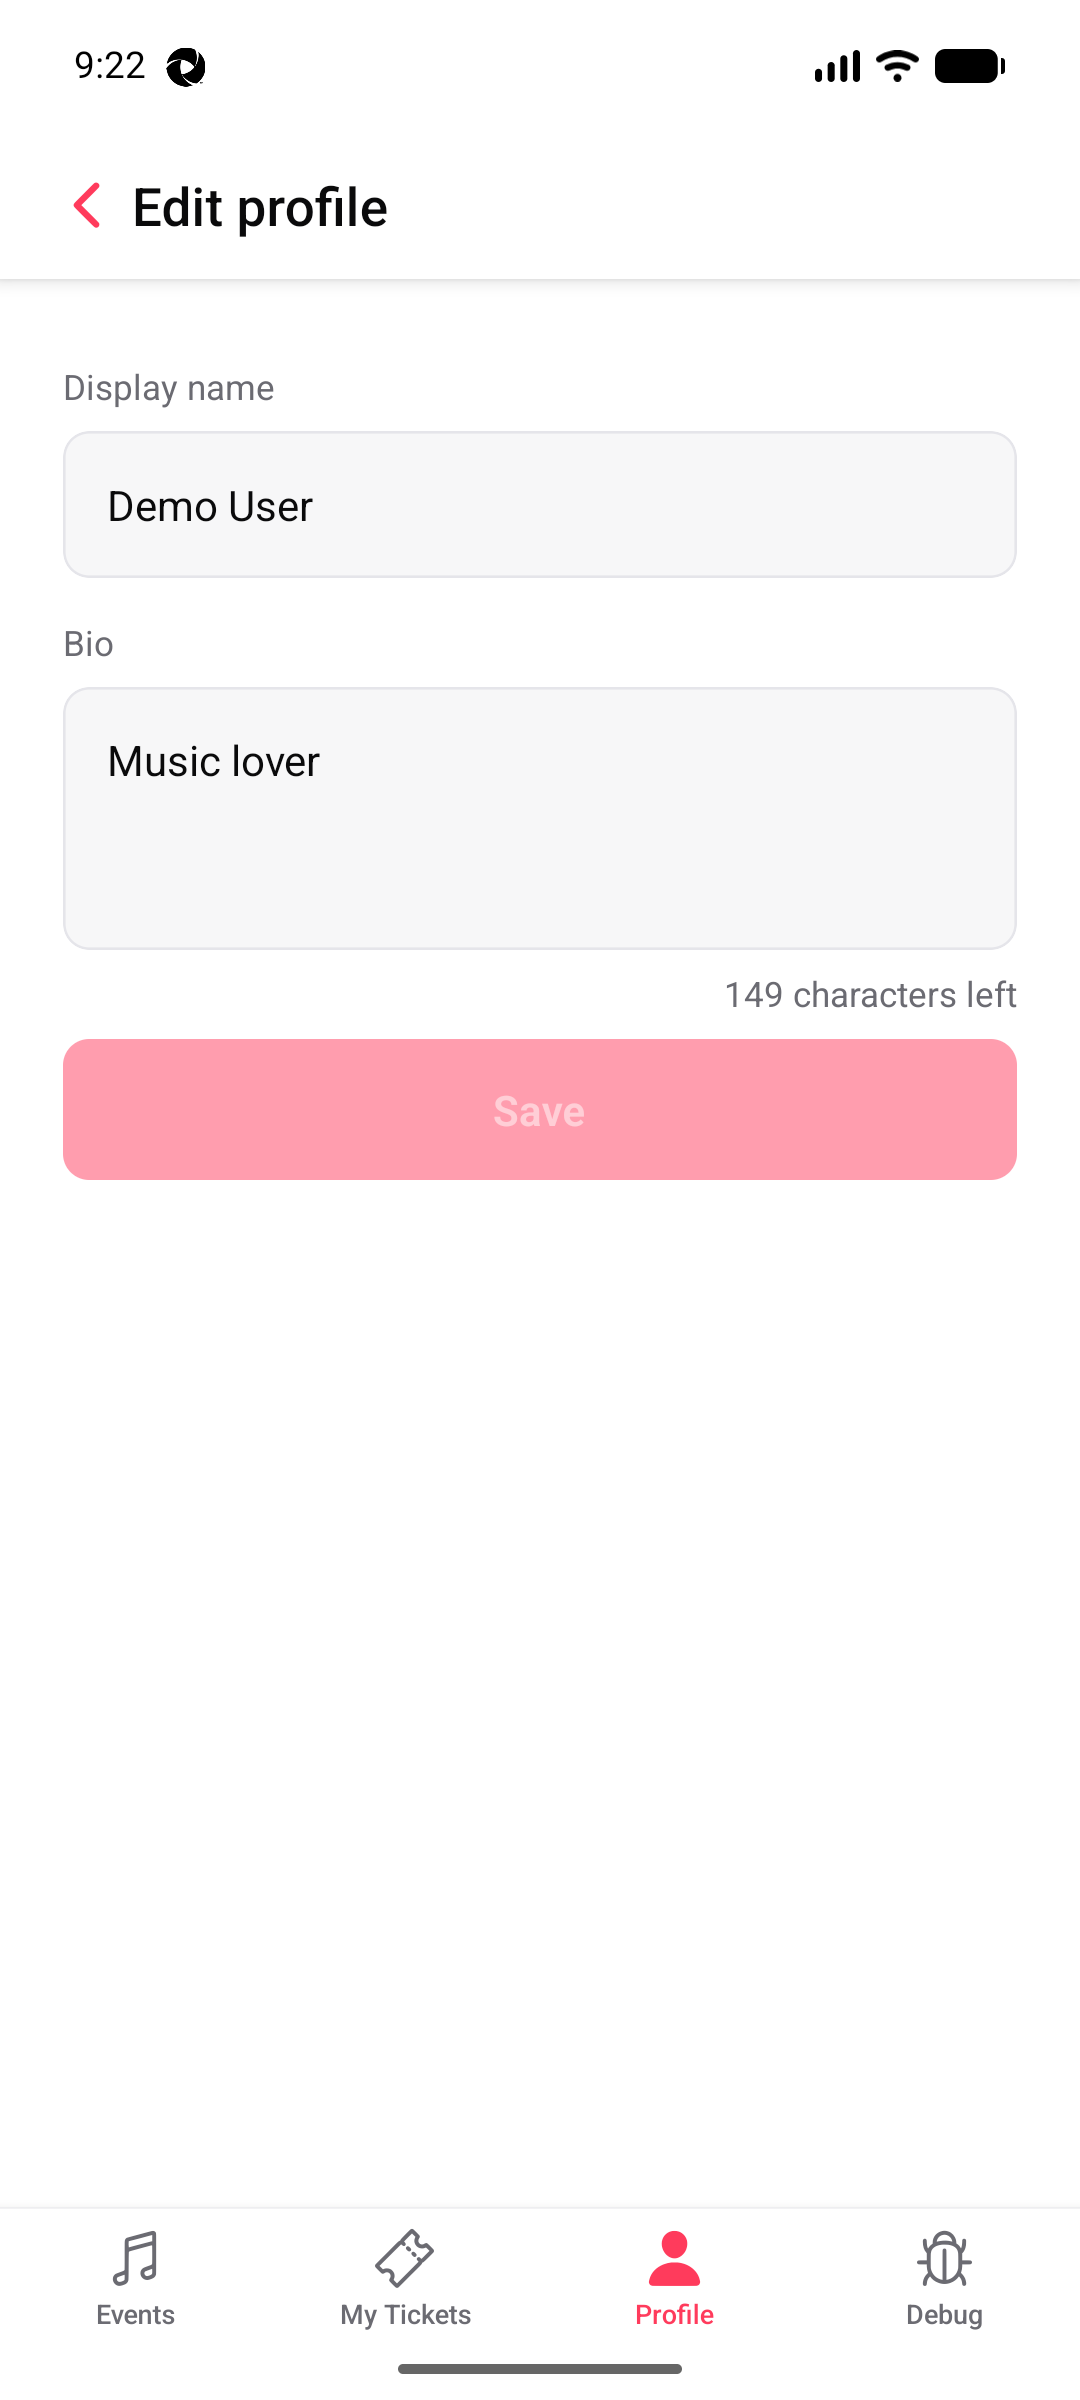 9:22
Edit profile
Display name
Demo User
Bio
Music lover
149 characters left
Save
Events
My Tickets
Profile
Debug